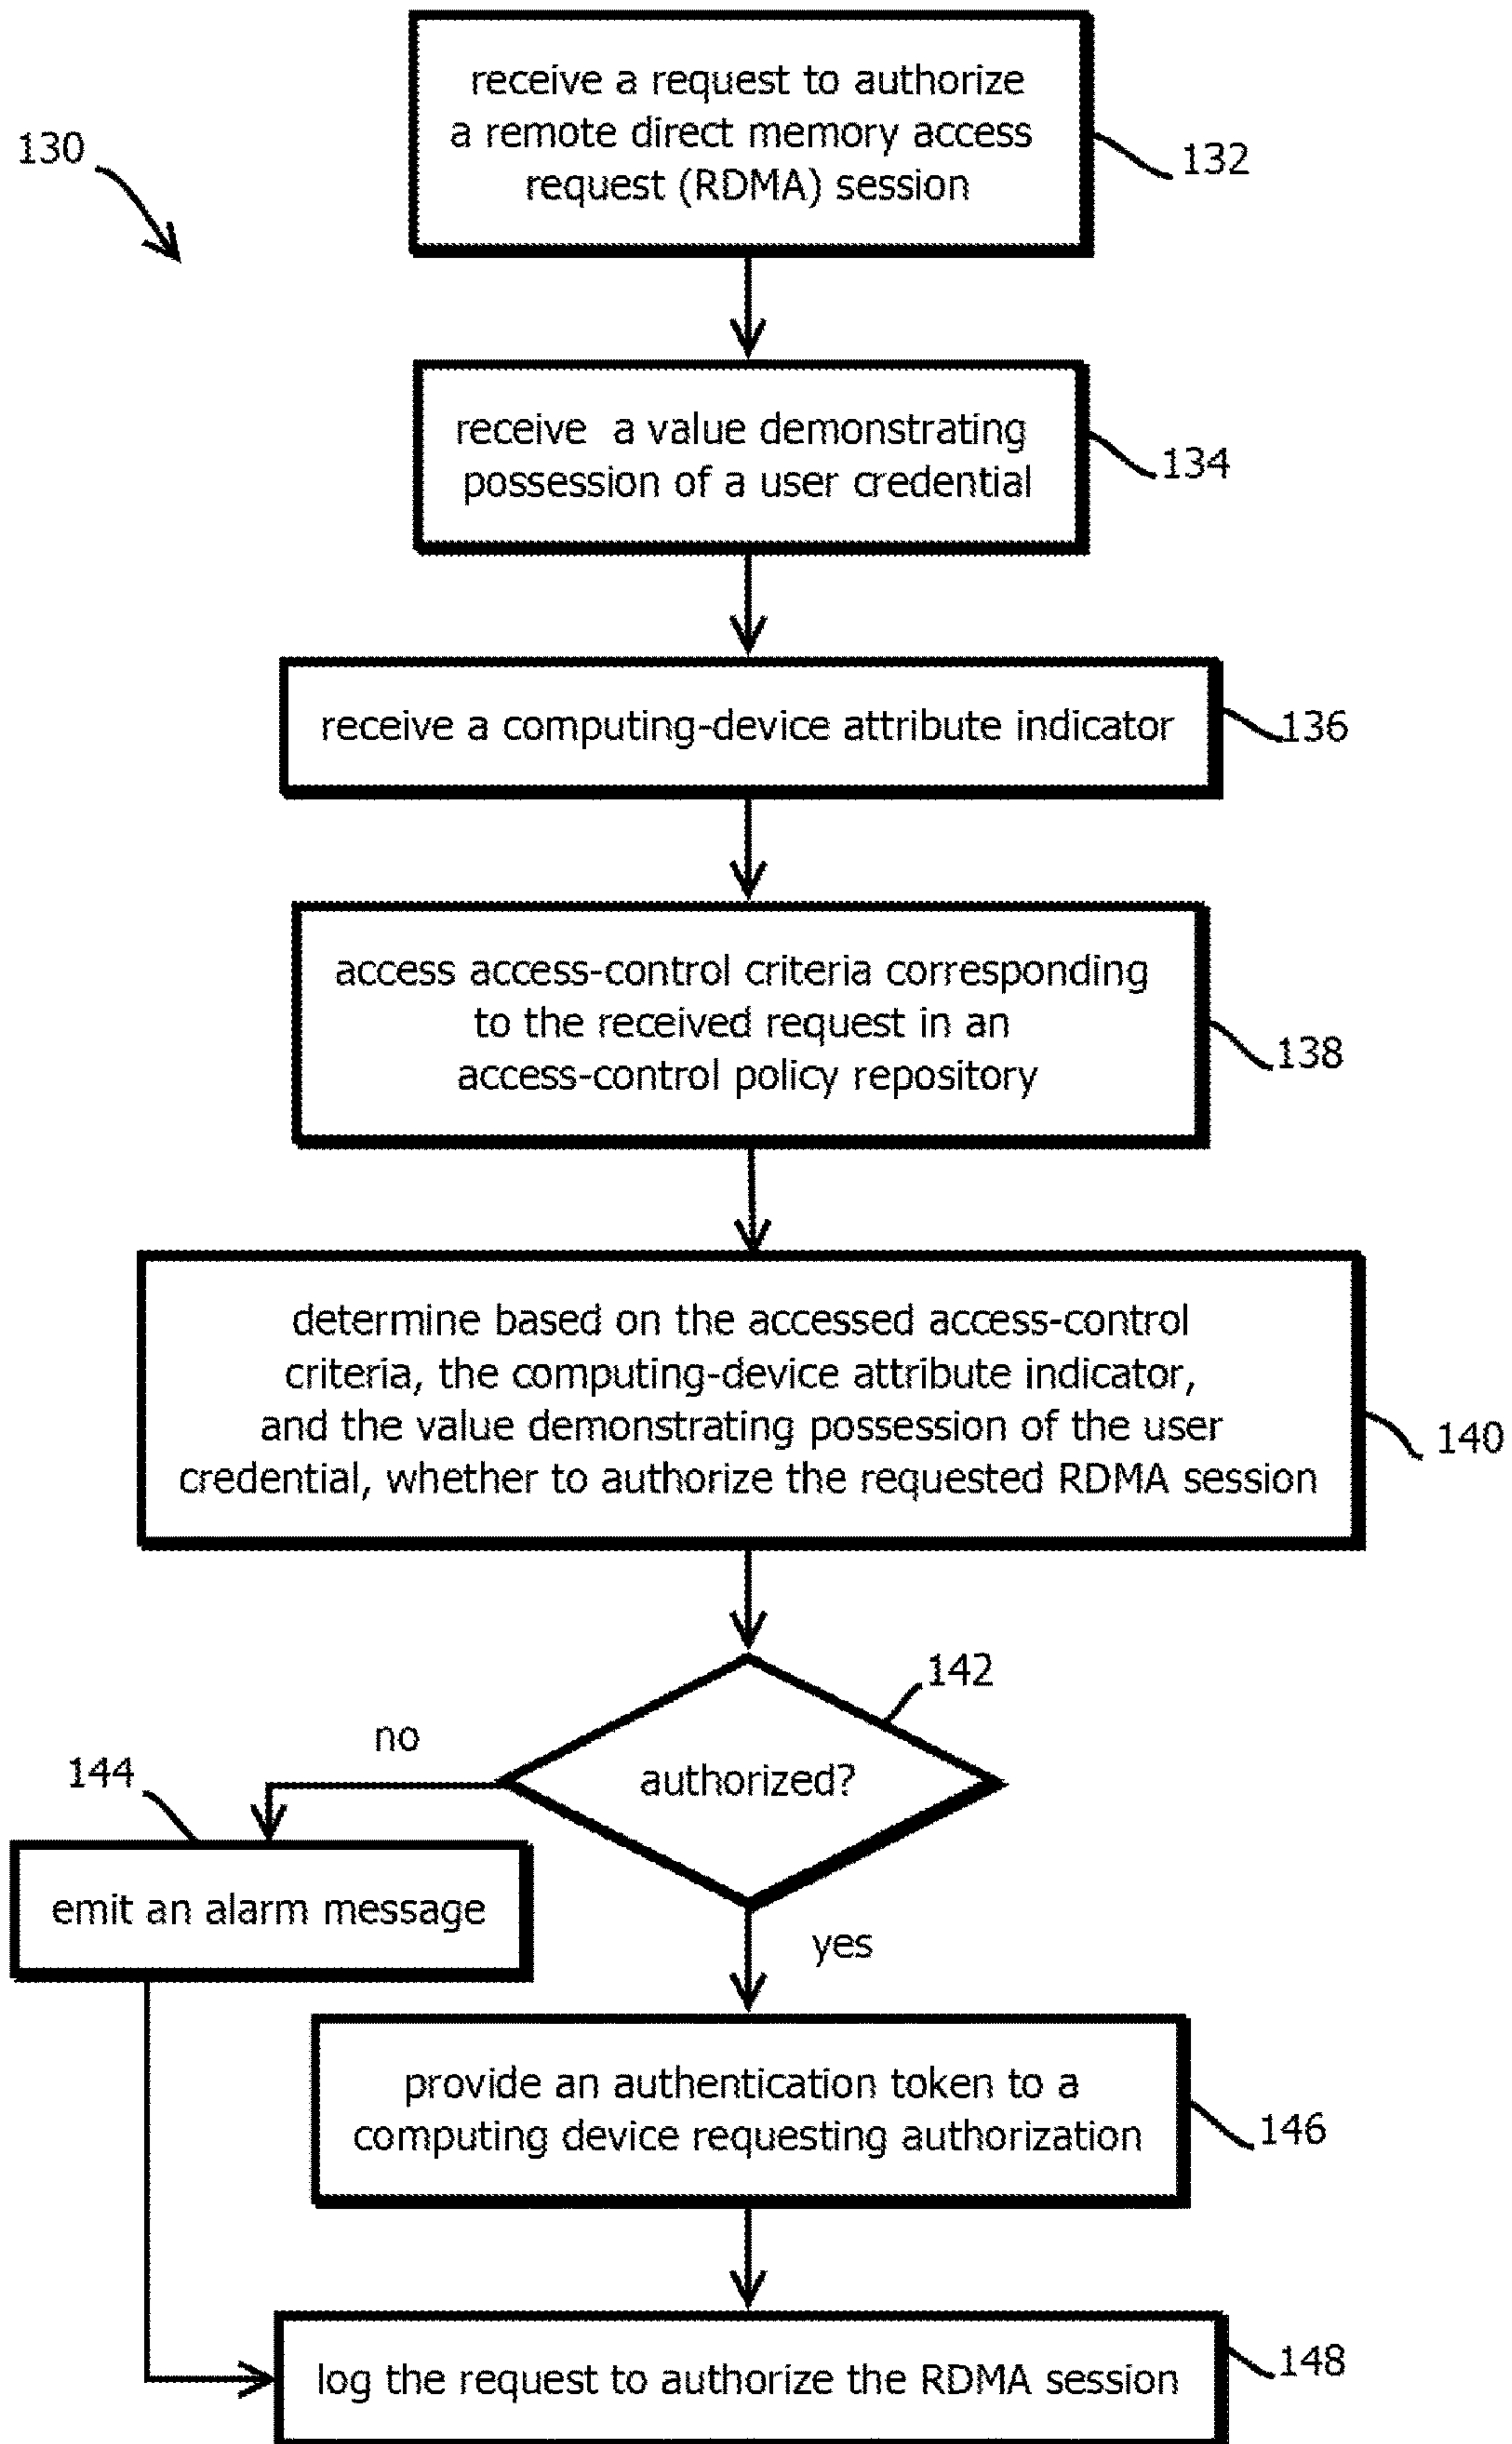 receive a request to authorize
a remote direct memory access
request (RDMA) session
130
132
receive a value demonstrating
possession of a user credential
134
receive a computing-device attribute indicator
136
access access-control criteria corresponding
to the received request in an
access-control policy repository
138
determine based on the accessed access-control
criteria, the computing-device attribute indicator,
and the value demonstrating possession of the user
credential, whether to authorize the requested RDMA session
140
142
no
authorized?
144
emit an alarm message
yes
provide an authentication token to a
computing device requesting authorization
146
log the request to authorize the RDMA session
148